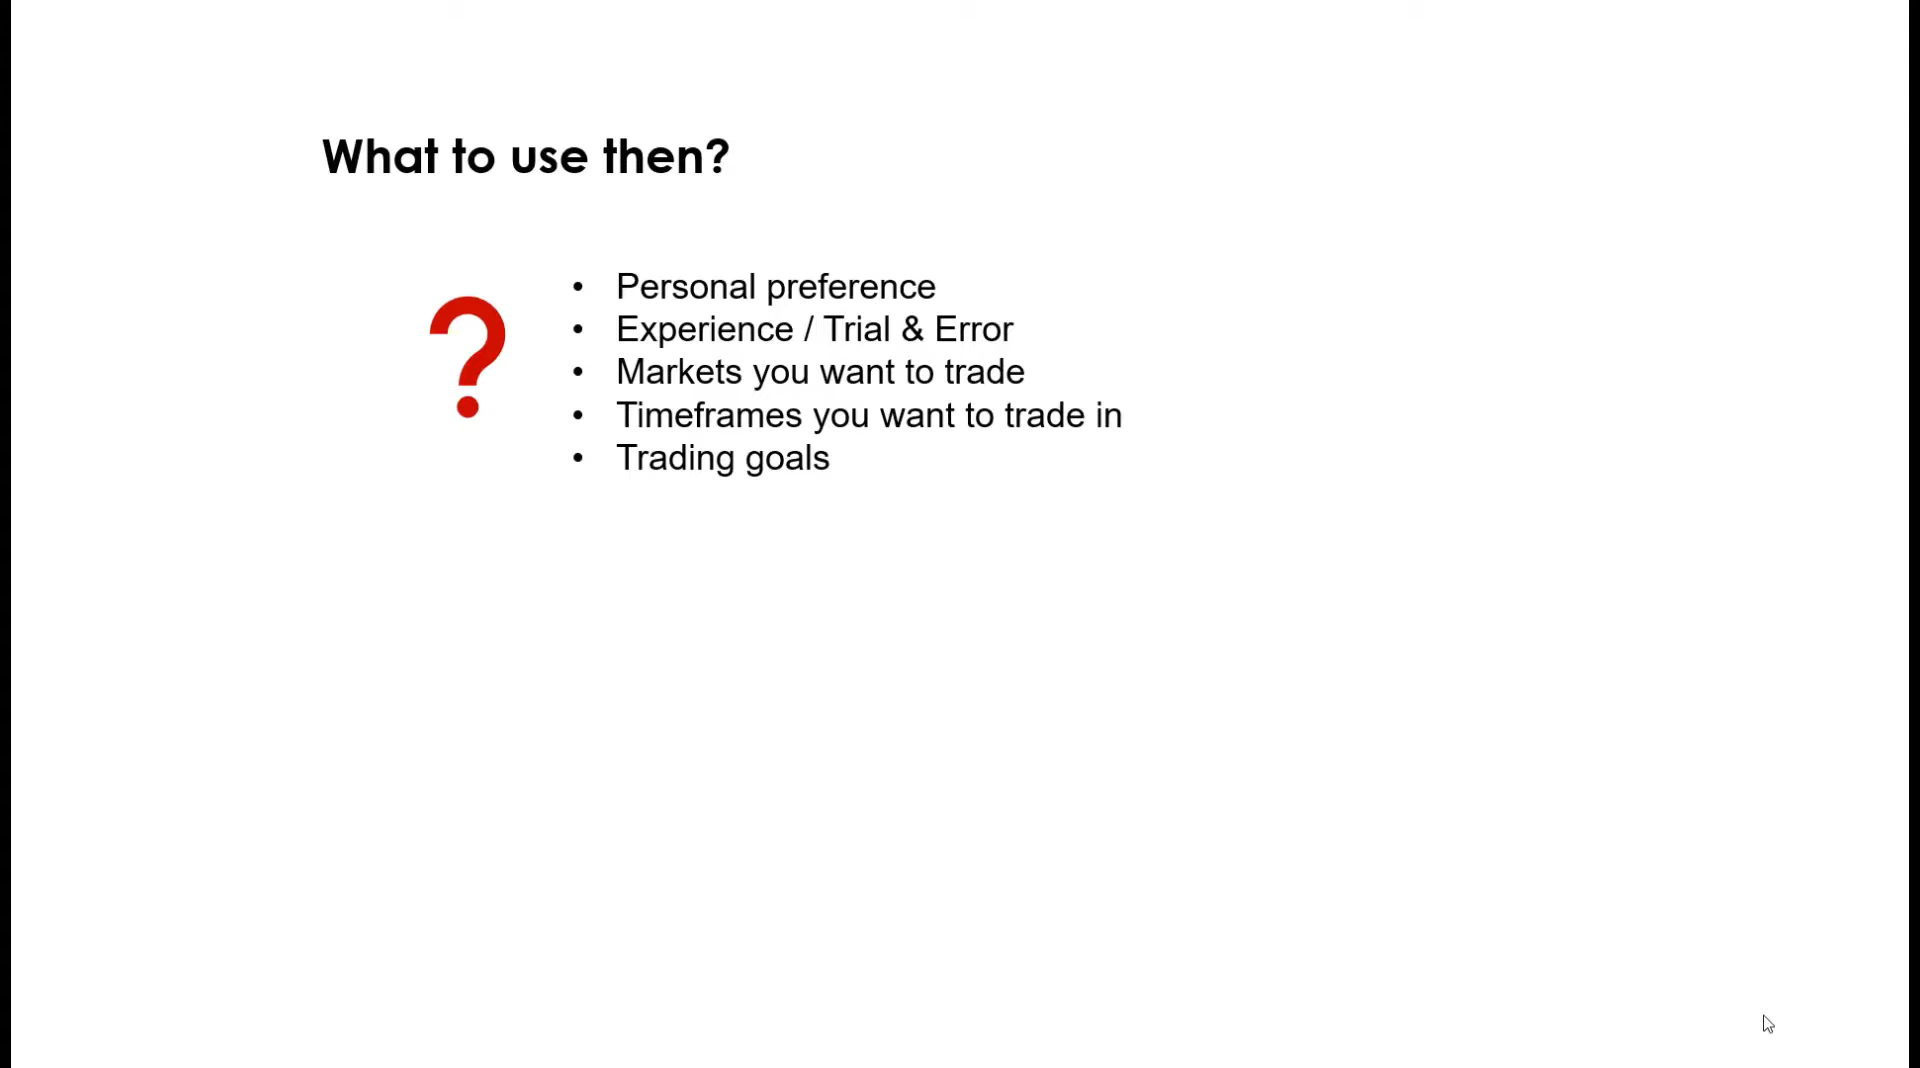 What to use then?
• Personal preference
• Experience / Trial & Error
• Markets you want to trade
• Timeframes you want to trade in
• Trading goals